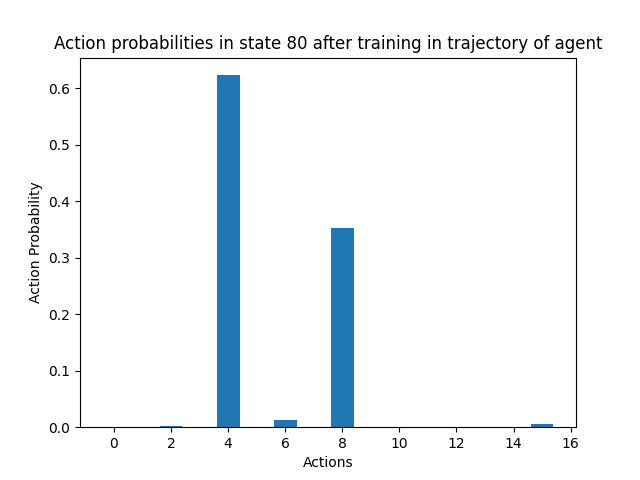 Action probabilities in state 80 after training in trajectory of agent
0.6
0.5
0.4
0.3
0.2
0.1
0.0
Action Probability
0 2 4 6 8 10 12 14 16
Actions